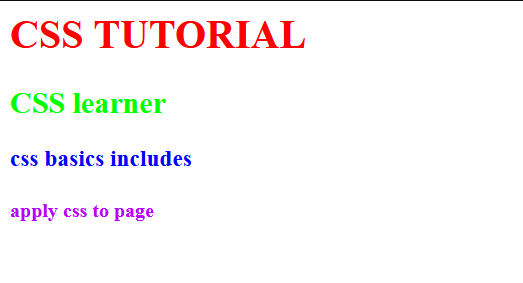 CSS TUTORIAL
CSS learner
css basics includes
apply css to page